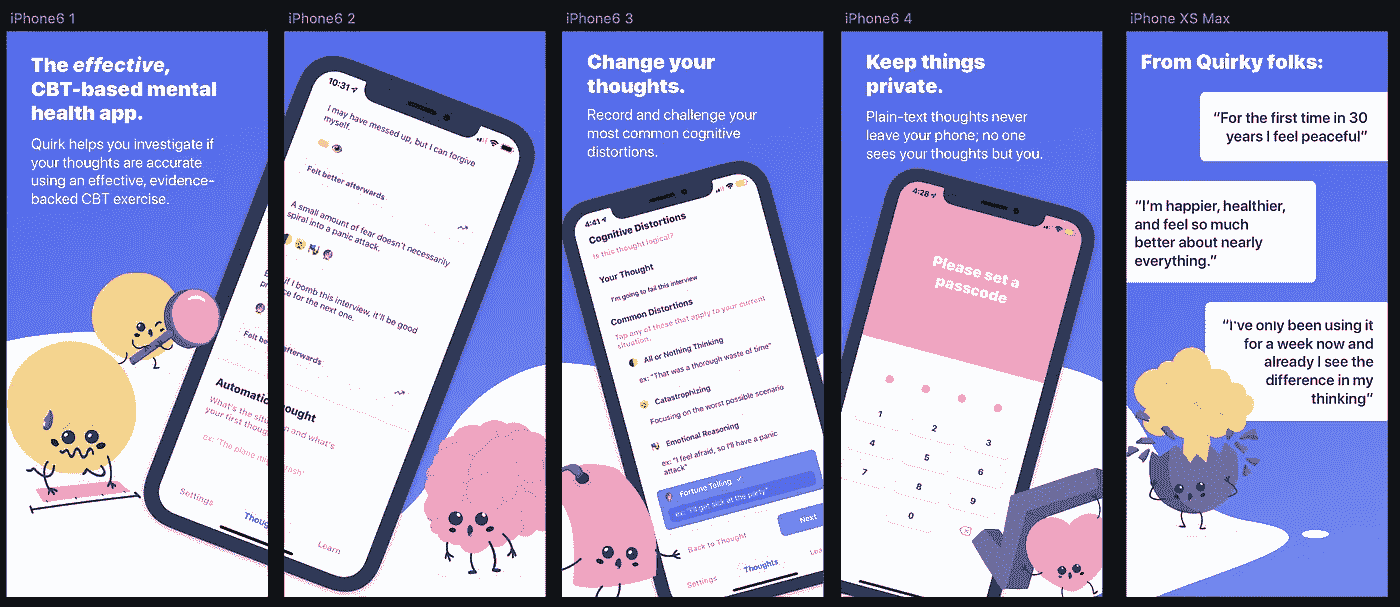 iPhone6 1
The effective,
CBT-based mental
health app.
Quirk helps you investigate if
your thoughts are accurate
using an effective, evidence-
backed CBT exercise.
Automatic
What's the
your first
ex: 'The plane
Settings
iPhone6 2
10:31
I may have messed up, but I can forgive
myself.
Felt better afterwards
A small amount of fear doesn't necessarily
spiral into a panic attack.
if I bomb this interview, it'll be good
for the next one.
Felt better afterwards
and what's
Learn
iPhone6 3
Change your
thoughts.
Record and challenge your
most common cognitive
distortions.
4:41
Cognitive Distortions
Is this thought logical?
Your Thought
I'm going to fail this interview
Common Distortions
Tap any of these that apply to your current
situation.
All or Nothing Thinking
ex: "That was a thorough waste of time"
Catastrophizing
Focusing on the worst possible scenario
Emotional Reasoning
ex: "I feel afraid, so I'll have a panic
attack"
Fortune Telling ✓
ex: "I'll get sick at the party"
Next
Back to Thought
Settings
Thoughts
iPhone6 4
Keep things
private.
Plain-text thoughts never
leave your phone; no one
sees your thoughts but you.
4:28
Please set a
passcode
1 2 3
4 5 6
7 8 9
0
iPhone XS Max
From Quirky folks:
“For the first time in 30
years I feel peaceful”
“I’m happier, healthier,
and feel so much
better about nearly
everything.”
“I’ve only been using it
for a week now and
already I see the
difference in my
thinking”